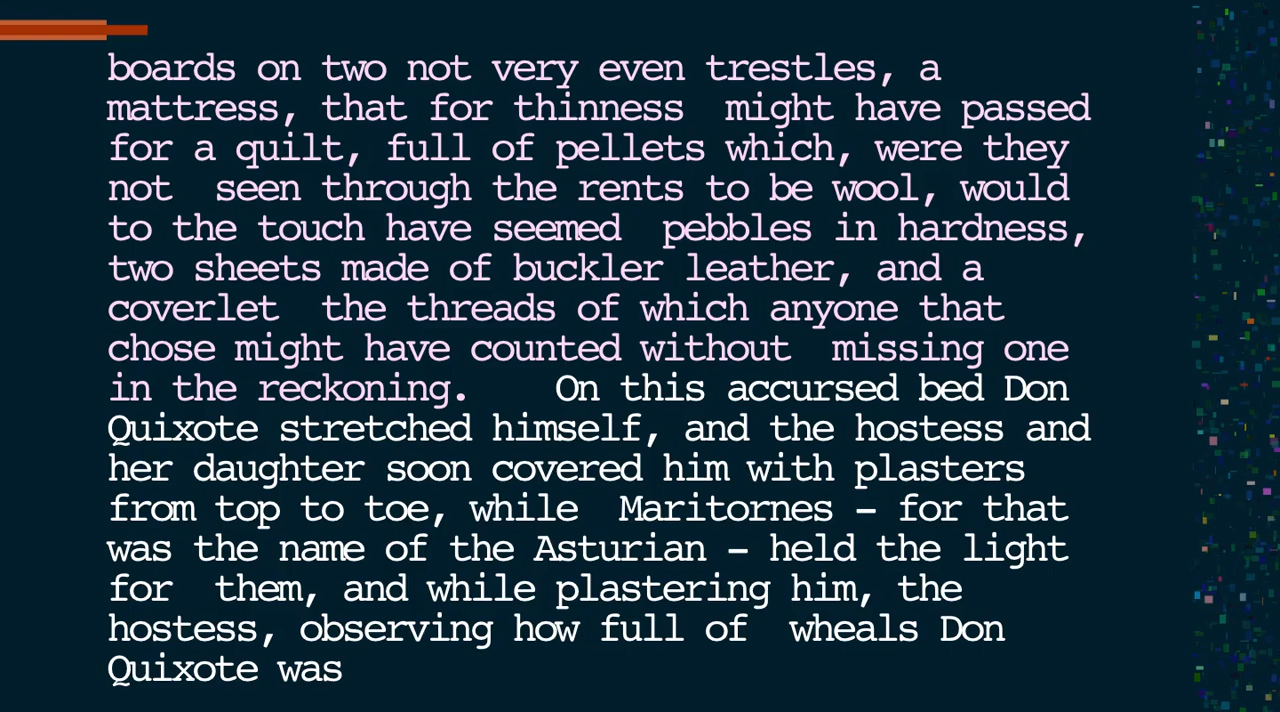 boards on two not very even trestles, a
mattress, that for thinness  might have passed
for a quilt, full of pellets which, were they
not  seen through the rents to be wool, would
to the touch have seemed  pebbles in hardness,
two sheets made of buckler leather, and a
coverlet  the threads of which anyone that
chose might have counted without  missing one
in the reckoning.    On this accursed bed Don
Quixote stretched himself, and the hostess and
her daughter soon covered him with plasters
from top to toe, while  Maritornes — for that
was the name of the Asturian — held the light
for  them, and while plastering him, the
hostess, observing how full of  wheals Don
Quixote was